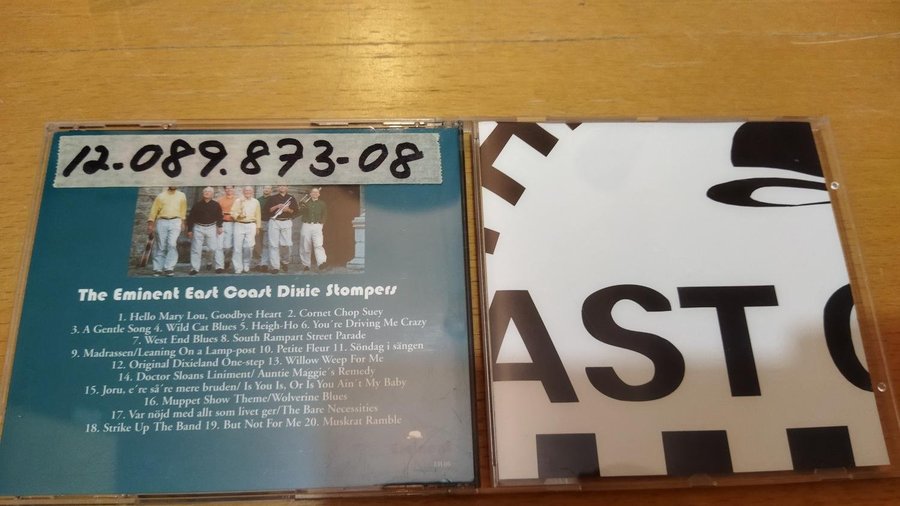 12-089.873-08
The Eminent East Coast Dixie Stompers
1. Hello Mary Lou, Goodbye Heart 2. Cornet Chop Suey
3. A Gentle Song 4. Wild Cat Blues 5. Heigh-Ho 6. You´re Driving Me Crazy
7. West End Blues 8. South Rampart Street Parade
9. Madrassen/Leaning On a Lamp-post 10. Petite Fleur 11. Söndag i sängen
12. Original Dixieland One-step 13. Willow Weep For Me
14. Doctor Sloans Liniment/ Auntie Maggie´s Remedy
15. Joru, e´re så´re mere bruden/ Is You Is, Or Is You Ain´t My Baby
16. Muppet Show Theme/Wolverine Blues
17. Var nöjd med allt som livet ger/The Bare Necessities
18. Strike Up The Band 19. But Not For Me 20. Muskrat Ramble
AST C